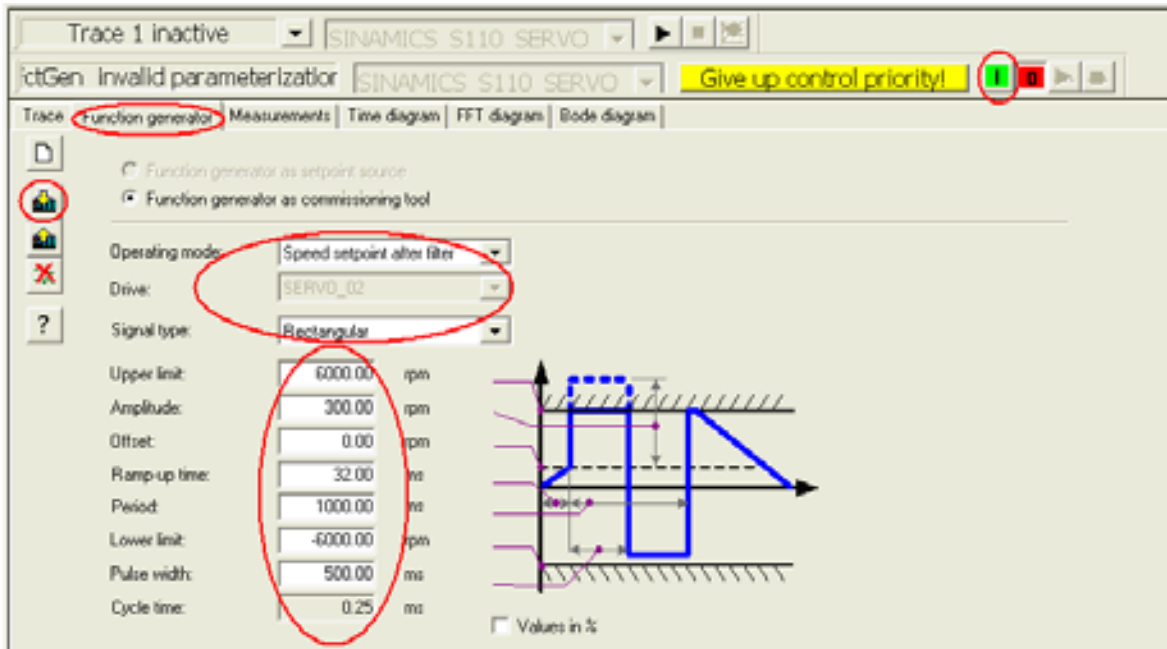 Trace 1 inactive SINAMICS S110 SERVO
ctGen invalid parameterization SINAMICS S110 SERVO Give up control priority! I 0
Trace Function generator Measurements Time diagram FFT diagram Bode diagram
Function generator as setpoint source
Function generator as commissioning tool
Operating mode: Speed setpoint after filter
Drive: SERVO_02
? Signal type: Rectangular
Upper limit: 6000.00 rpm
Amplitude: 300.00 rpm
Offset: 0.00 rpm
Ramp-up time: 32.00 ms
Period: 1000.00 ms
Lower limit: -6000.00 rpm
Pulse width: 500.00 ms
Cycle time: 0.25 ms
Values in %